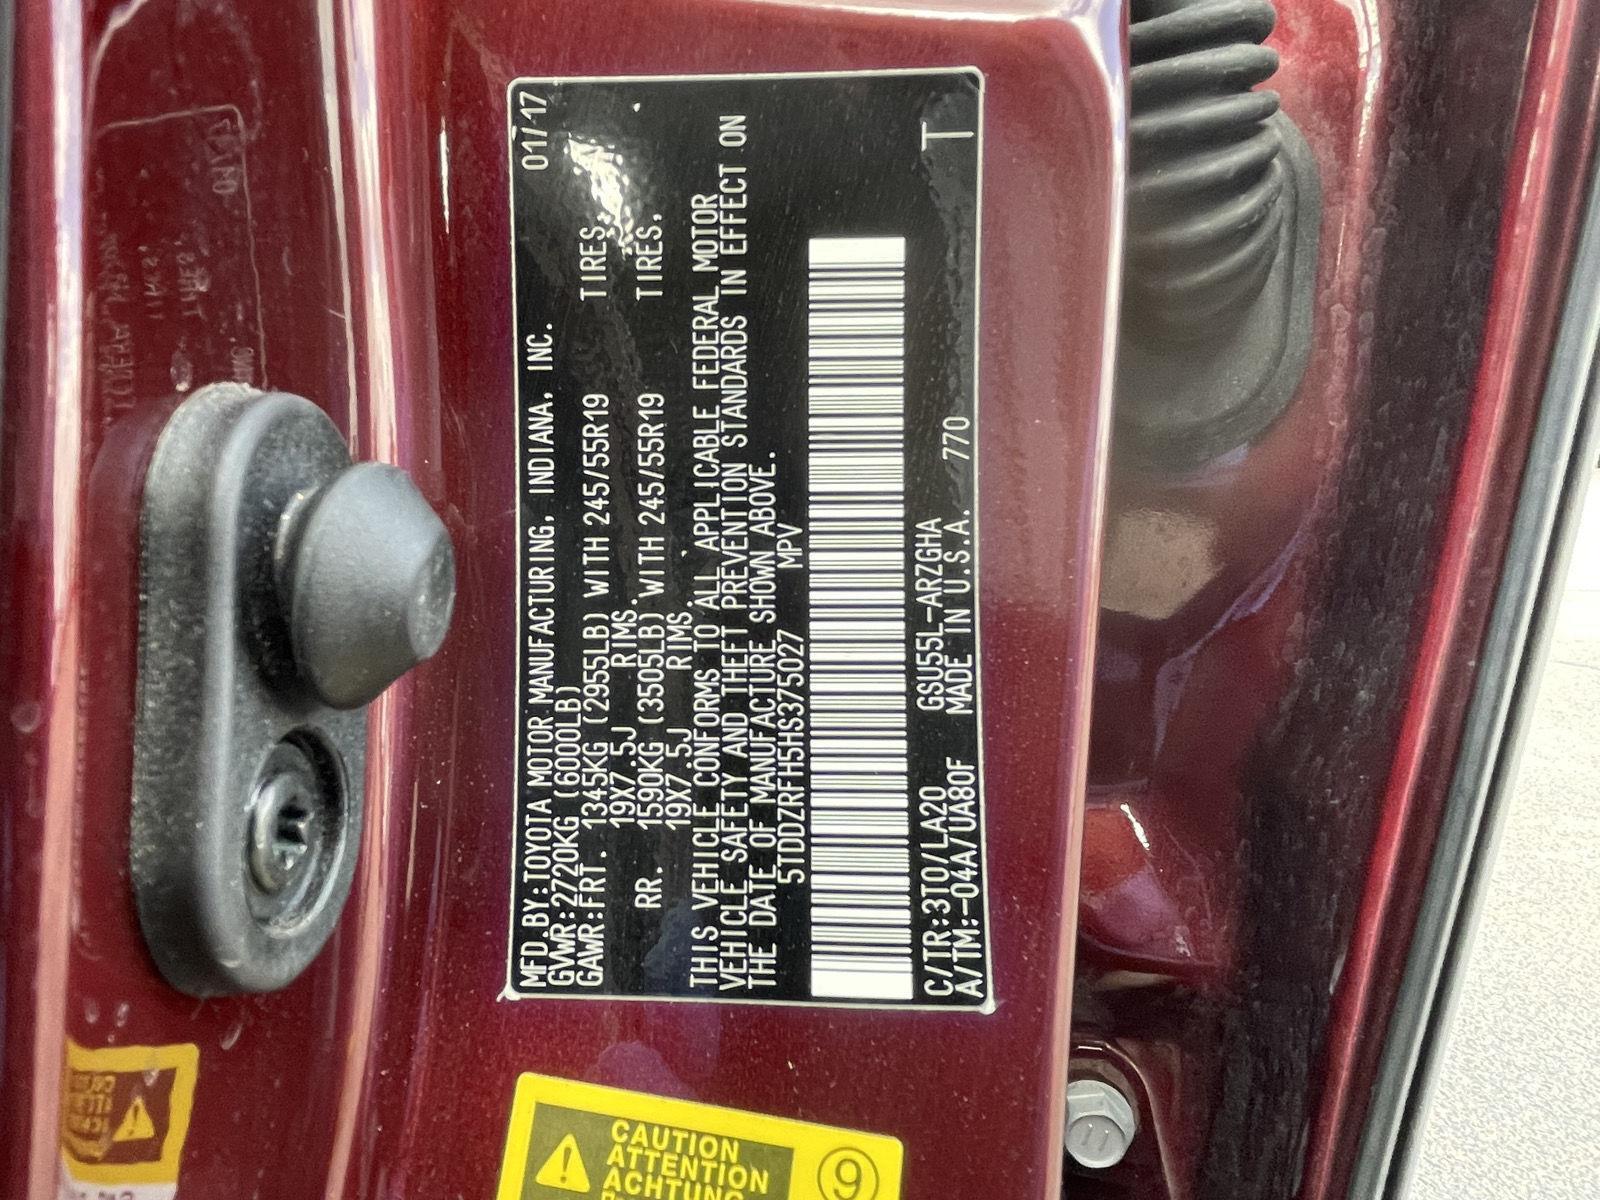 MFD.BY:TOYOTA MOTOR MANUFACTURING, INDIANA, INC. 01/17
GVWR:2720KG (6000LB)
GAWR:FRT. 1345KG (2955LB) WITH 245/55R19 TIRES,
19X7.5J RIMS.
RR. 1590KG (3505LB) WITH 245/55R19 TIRES,
19X7.5J RIMS.
THIS VEHICLE CONFORMS TO ALL APPLICABLE FEDERAL MOTOR
VEHICLE SAFETY AND THEFT PREVENTION STANDARDS IN EFFECT ON
THE DATE OF MANUFACTURE SHOWN ABOVE.
5TDDZRFH5HS375027 MPV
C/TR:3T0/LA20 GSU55L-ARZGHA
A/TM:-04A/UA80F MADE IN U.S.A. 770 T
CAUTION
ATTENTION
ACHTUNG
9